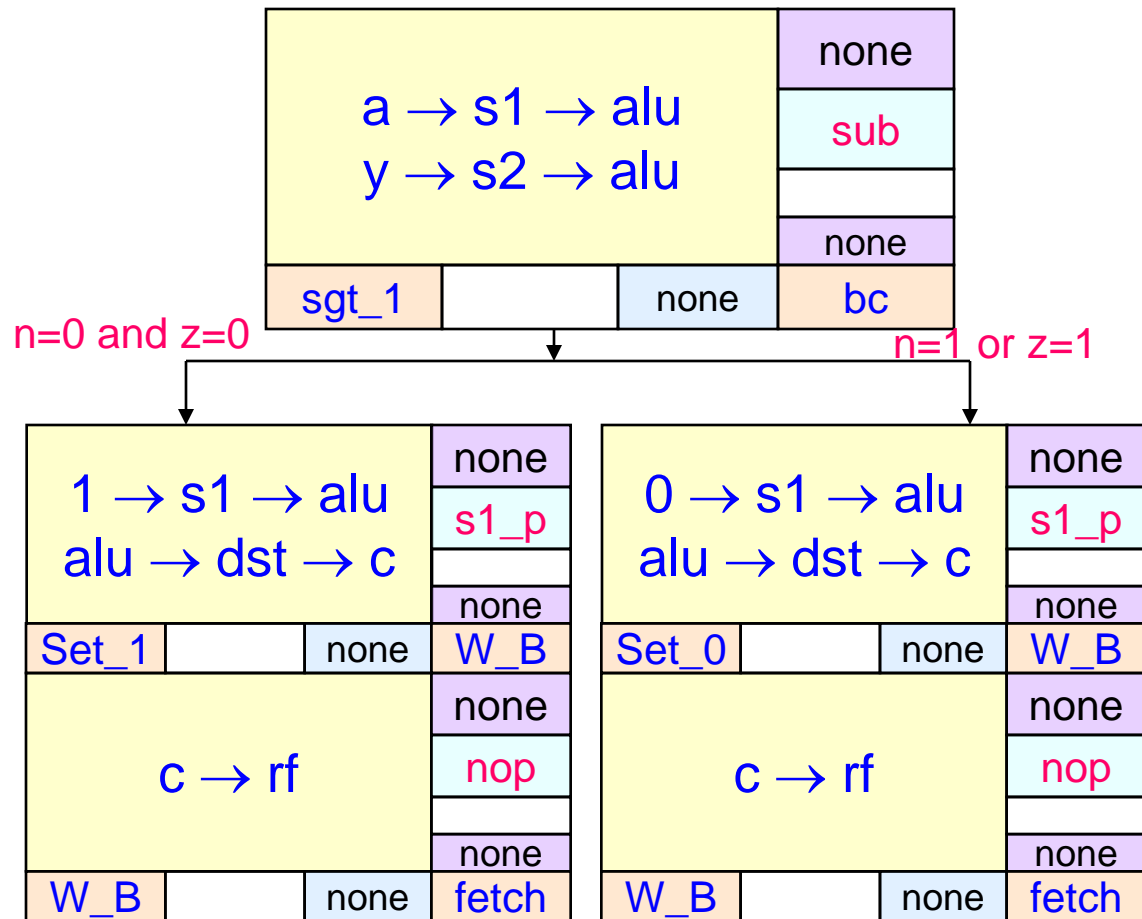 none
a → s1 → alu
sub
y → s2 → alu
none
sgt_1 none bc
n=0 and z=0
n=1 or z=1
none
1 → s1 → alu
s1_p
alu → dst → c
none
Set_1 none W_B
none
c → rf
nop
none
W_B none fetch
none
0 → s1 → alu
s1_p
alu → dst → c
none
Set_0 none W_B
none
c → rf
nop
none
W_B none fetch